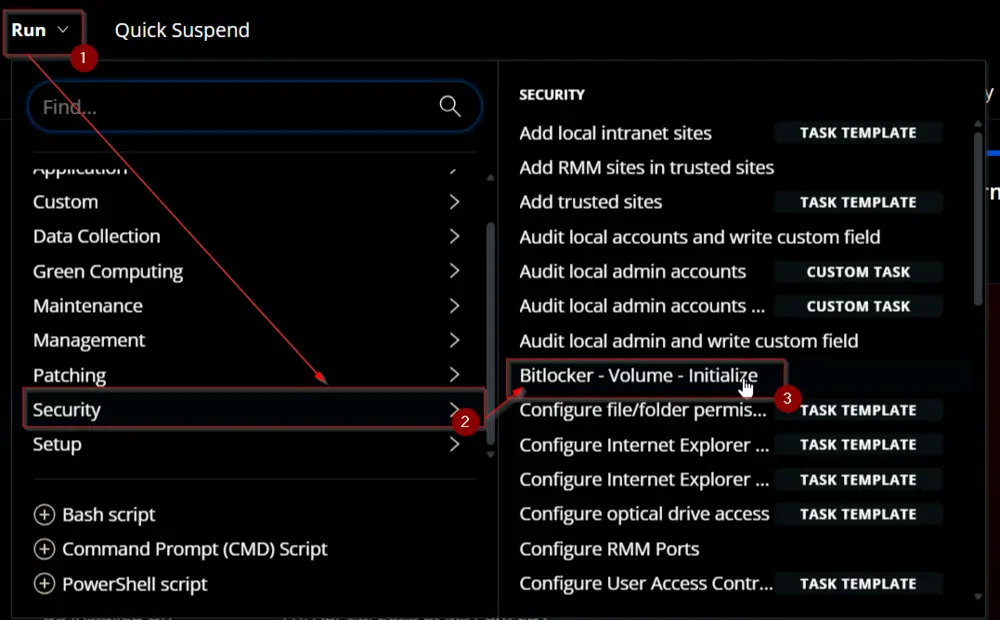 Run Quick Suspend
1
Find...
Application
Custom
Data Collection
Green Computing
Maintenance
Management
Patching
Security
2
Setup
Bash script
Command Prompt (CMD) Script
PowerShell script
SECURITY
Add local intranet sites TASK TEMPLATE
Add RMM sites in trusted sites
Add trusted sites TASK TEMPLATE
Audit local accounts and write custom field
Audit local admin accounts CUSTOM TASK
Audit local admin accounts ... CUSTOM TASK
Audit local admin and write custom field
Bitlocker - Volume - Initialize
3
Configure file/folder permis... TASK TEMPLATE
Configure Internet Explorer ... TASK TEMPLATE
Configure Internet Explorer ... TASK TEMPLATE
Configure optical drive access TASK TEMPLATE
Configure RMM Ports
Configure User Access Contr... TASK TEMPLATE